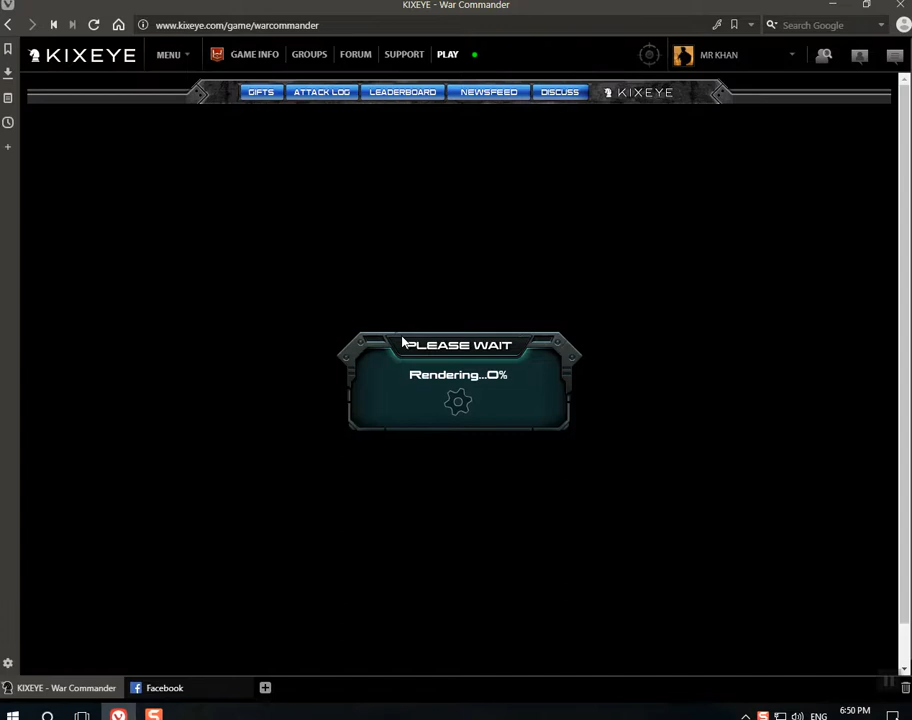 KIXEYE - War Commander
www.kixeye.com/game/warcommander
Search Google
KIXEYE
MENU
GAME INFO
GROUPS
FORUM
SUPPORT
PLAY
MR KHAN
GIFTS
ATTACK LOG
LEADERBOARD
NEWSFEED
DISCUSS
KIXEYE
PLEASE WAIT
Rendering...0%
KIXEYE - War Commander
Facebook
ENG
6:50 PM